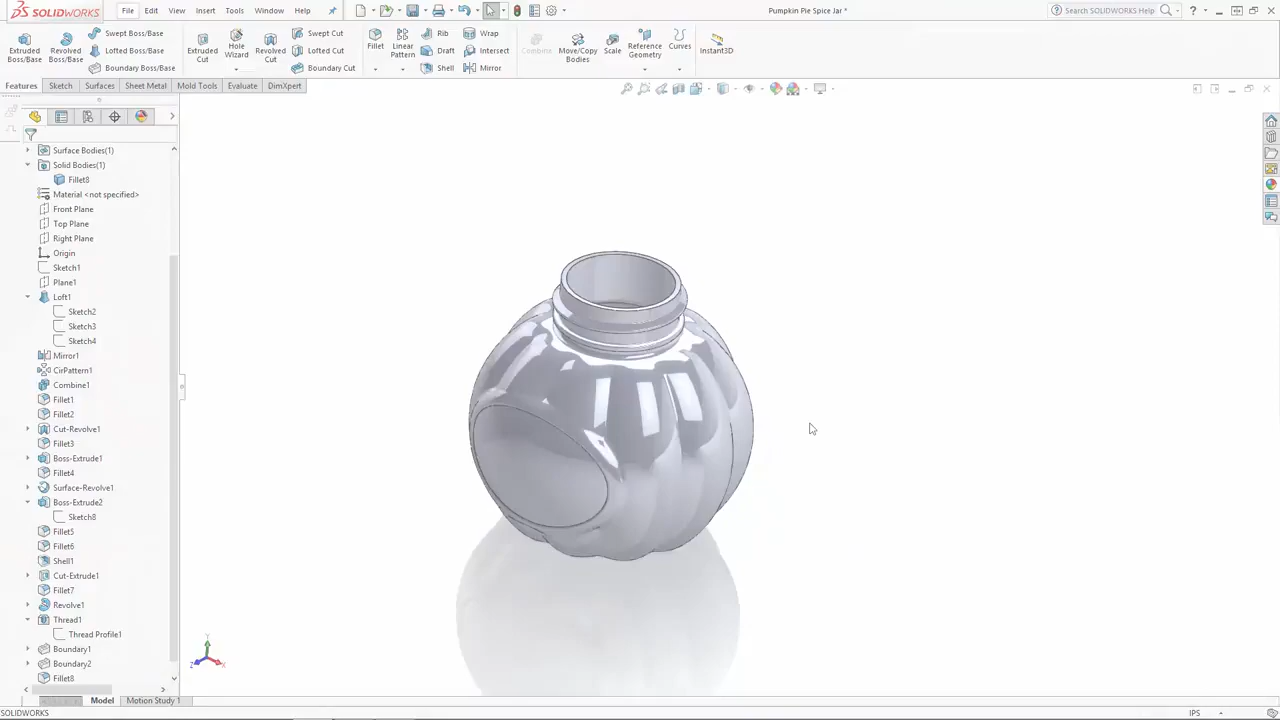 SOLIDWORKS
File
Edit
View
Insert
Tools
Window
Help
Pumpkin Pie Spice Jar *
Search SOLIDWORKS Help
Extruded Boss/Base
Revolved Boss/Base
Swept Boss/Base
Lofted Boss/Base
Boundary Boss/Base
Extruded Cut
Hole Wizard
Revolved Cut
Swept Cut
Lofted Cut
Boundary Cut
Fillet
Linear Pattern
Rib
Draft
Shell
Wrap
Intersect
Mirror
Combine
Move/Copy Bodies
Scale
Reference Geometry
Curves
Instant3D
Features
Sketch
Surfaces
Sheet Metal
Mold Tools
Evaluate
DimXpert
Surface Bodies(1)
Solid Bodies(1)
Fillet8
Material <not specified>
Front Plane
Top Plane
Right Plane
Origin
Sketch1
Plane1
Loft1
Sketch2
Sketch3
Sketch4
Mirror1
CirPattern1
Combine1
Fillet1
Fillet2
Cut-Revolve1
Fillet3
Boss-Extrude1
Fillet4
Surface-Revolve1
Boss-Extrude2
Sketch8
Fillet5
Fillet6
Shell1
Cut-Extrude1
Fillet7
Revolve1
Thread1
Thread Profile1
Boundary1
Boundary2
Fillet8
Y
Z
X
Model
Motion Study 1
SOLIDWORKS
IPS